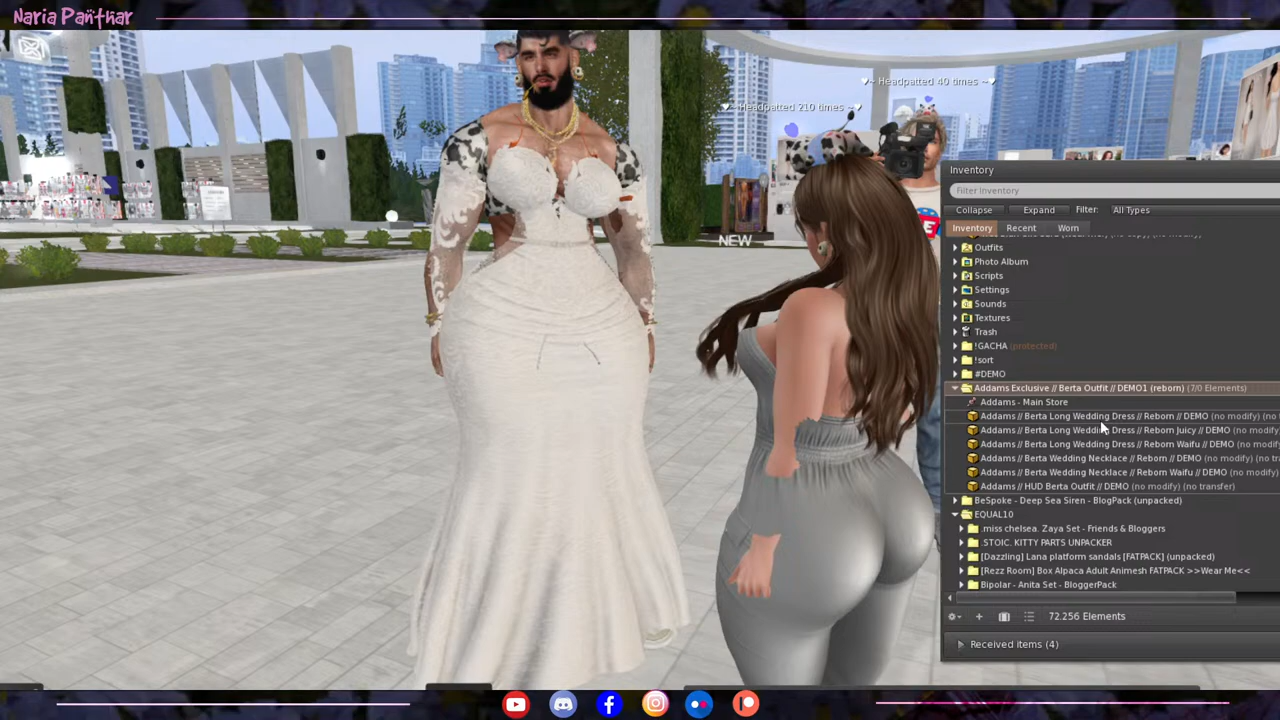 Naria Panthar
♥~ Headpatted 40 times ~♥
♥~ Headpatted 210 times ~♥
NEW
Inventory
Filter Inventory
Collapse
Expand
Filter:
All Types
Inventory
Recent
Worn
Outfits
Photo Album
Scripts
Settings
Sounds
Textures
Trash
!GACHA (protected)
!sort
#DEMO
Addams Exclusive // Berta Outfit // DEMO1 (reborn) (7/0 Elements)
Addams - Main Store
Addams // Berta Long Wedding Dress // Reborn // DEMO (no modify) (no
Addams // Berta Long Wedding Dress // Reborn Juicy // DEMO (no modify)
Addams // Berta Long Wedding Dress // Reborn Waifu // DEMO (no modif
Addams // Berta Wedding Necklace // Reborn // DEMO (no modify) (no tra
Addams // Berta Wedding Necklace // Reborn Waifu // DEMO (no modify)
Addams // HUD Berta Outfit // DEMO (no modify) (no transfer)
BeSpoke - Deep Sea Siren - BlogPack (unpacked)
EQUAL10
.miss chelsea. Zaya Set - Friends & Bloggers
.STOIC. KITTY PARTS UNPACKER
[Dazzling] Lana platform sandals [FATPACK] (unpacked)
[Rezz Room] Box Alpaca Adult Animesh FATPACK >>Wear Me<<
Bipolar - Anita Set - BloggerPack
72.256 Elements
Received items (4)